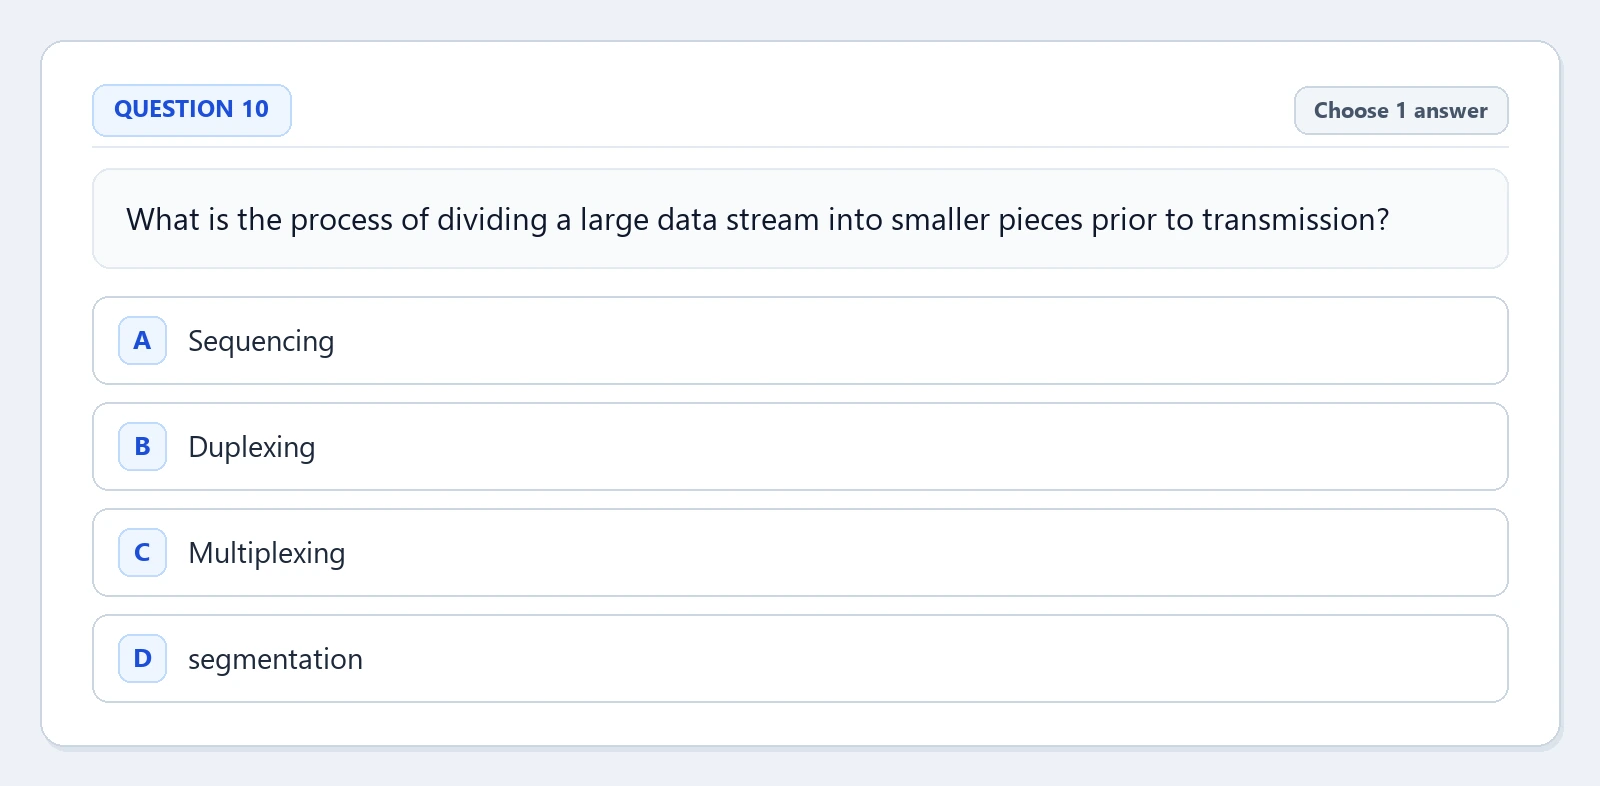 QUESTION 10
Choose 1 answer
What is the process of dividing a large data stream into smaller pieces prior to transmission?
A Sequencing
B Duplexing
C Multiplexing
D segmentation